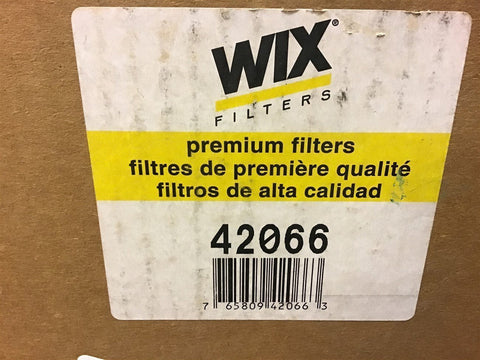 WIX®
FILTERS
premium filters
filtres de première qualité
filtros de alta calidad
42066
7 65809 42066 3